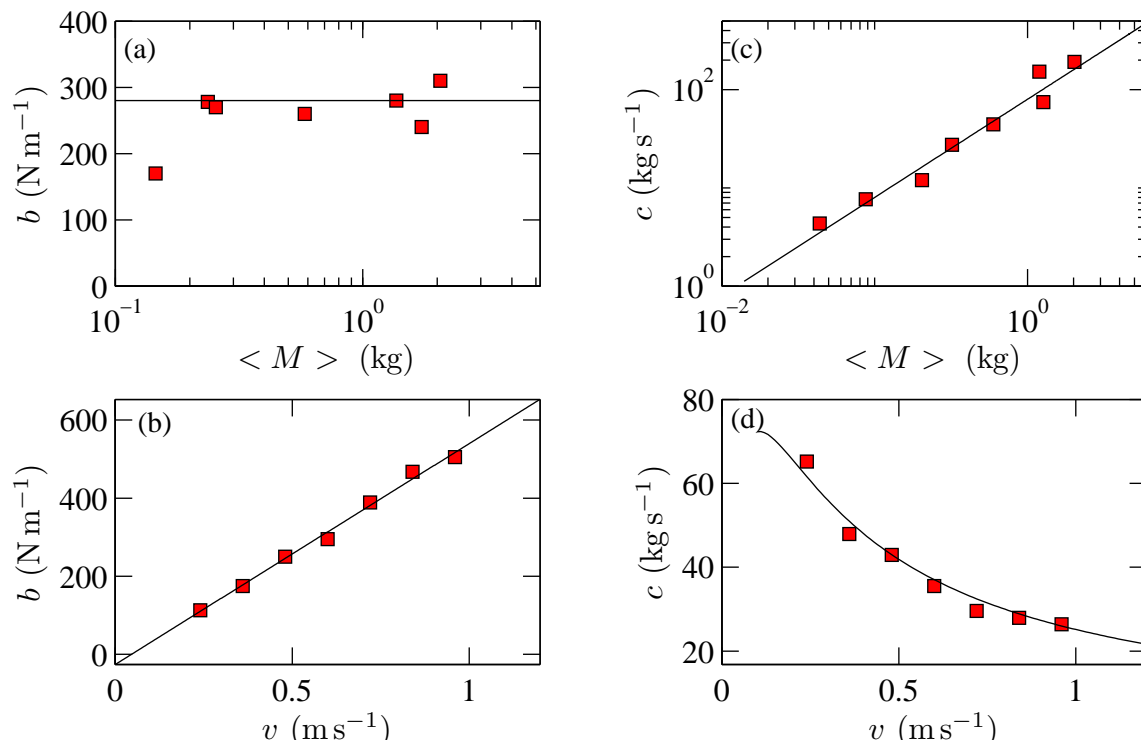 (a)
400
300
200
100
0
b (N m⁻¹)
10⁻¹
10⁰
< M > (kg)
(c)
10²
10⁰
c (kg s⁻¹)
10⁻²
10⁰
< M > (kg)
(b)
600
400
200
0
b (N m⁻¹)
0
0.5
1
v (m s⁻¹)
(d)
80
60
40
20
c (kg s⁻¹)
0
0.5
1
v (m s⁻¹)